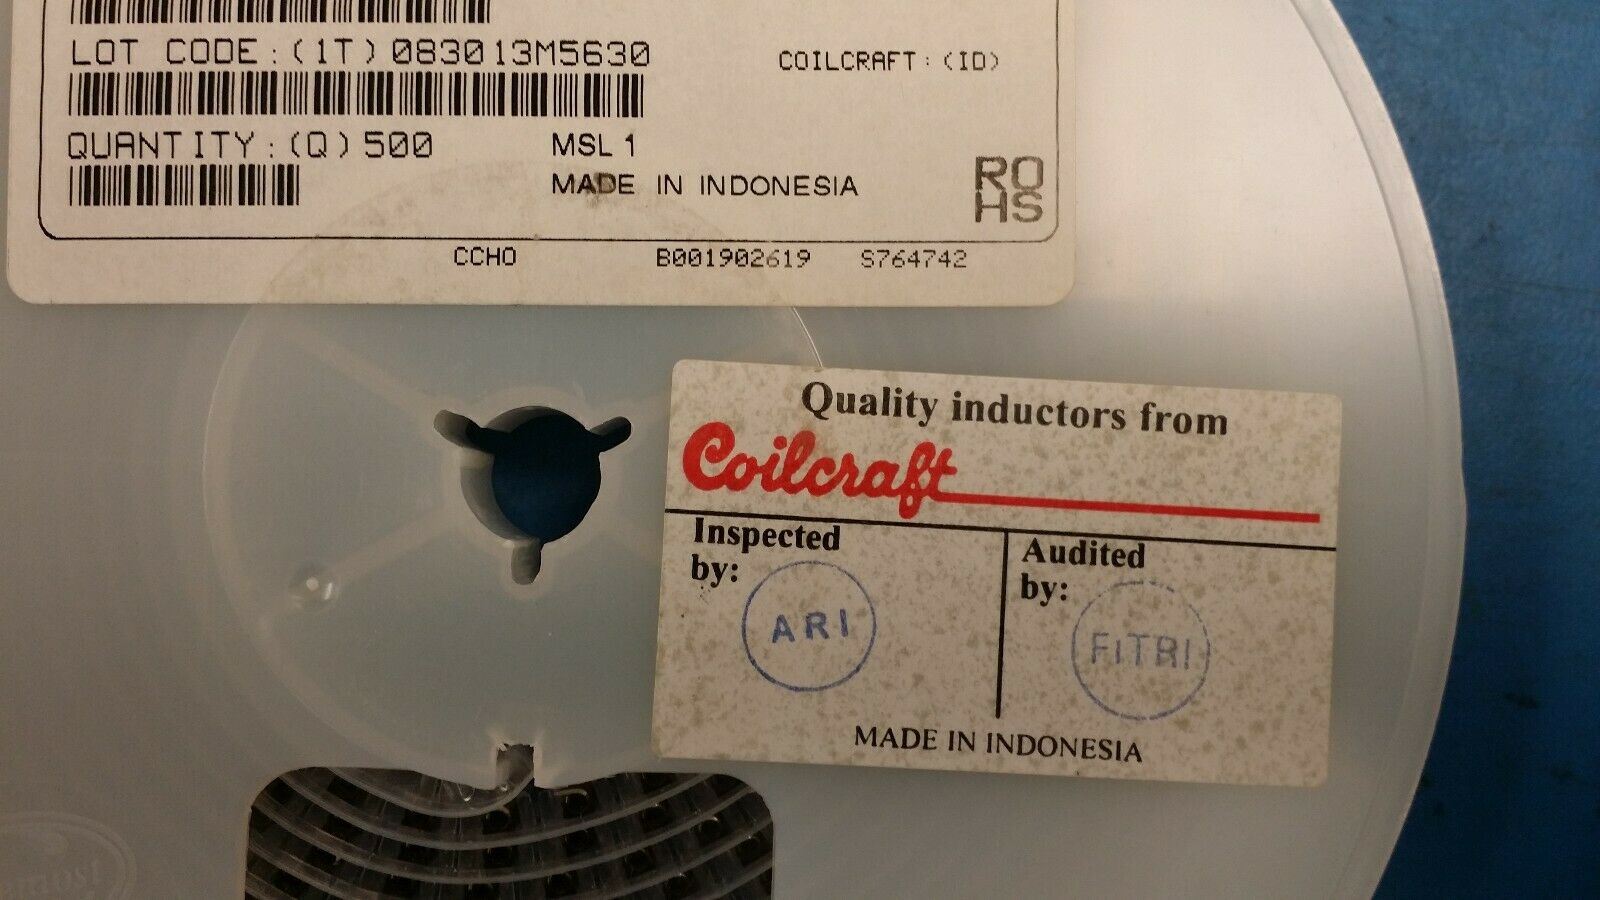 LOT CODE:(1T)083013M5630
COILCRAFT:(ID)
QUANTITY:(Q)500
MSL 1
MADE IN INDONESIA
RO
HS
CCHO B001902619 S764742
Quality inductors from
Coilcraft
Inspected
by:
ARI
Audited
by:
FiTRI
MADE IN INDONESIA